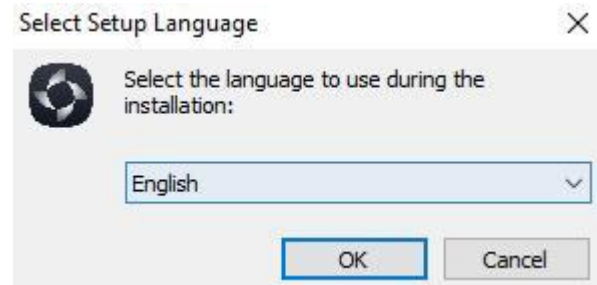 Select Setup Language
Select the language to use during the
installation:
English
OK
Cancel